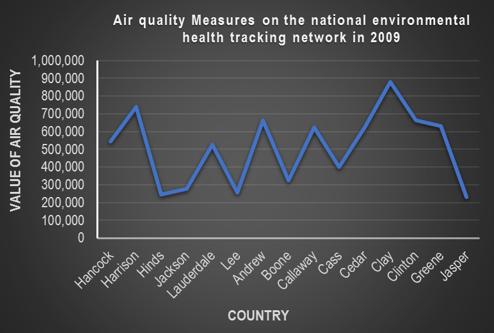 Air quality Measures on the national environmental
health tracking network in 2009
VALUE OF AIR QUALITY
1,000,000
900,000
800,000
700,000
600,000
500,000
400,000
300,000
200,000
100,000
0
Hancock
Harrison
Hinds
Jackson
Lauderdale
Lee
Andrew
Boone
Callaway
Cass
Cedar
Clay
Clinton
Greene
Jasper
COUNTRY